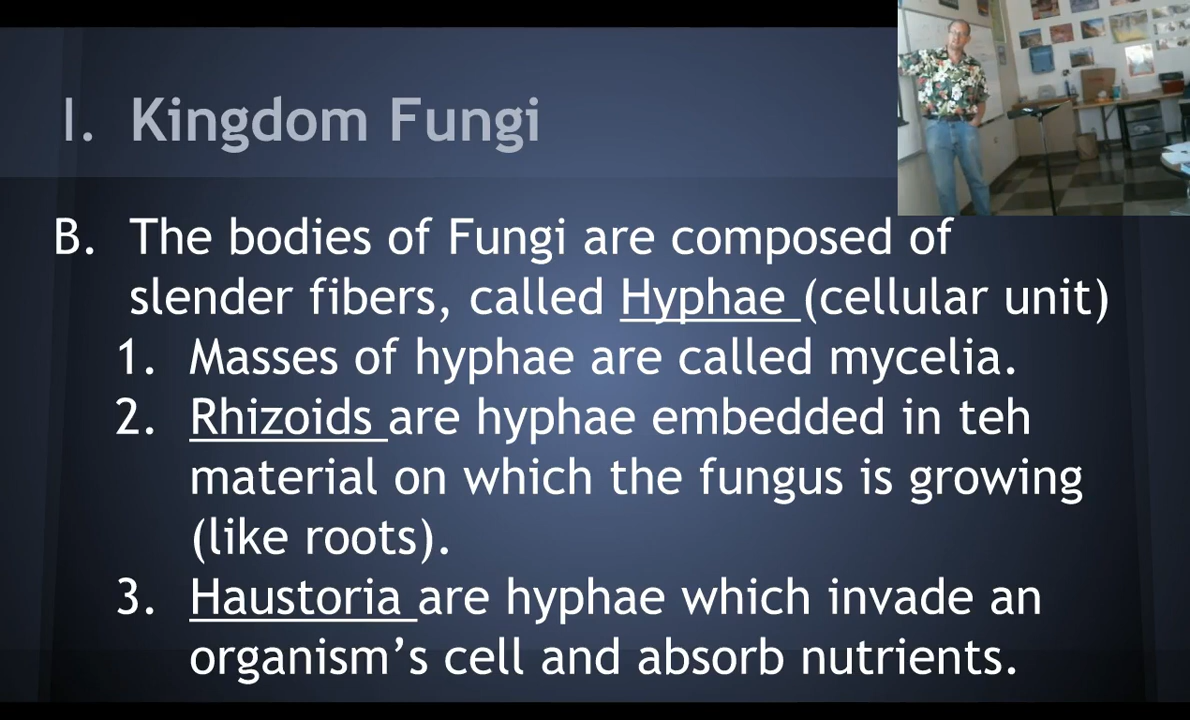 I. Kingdom Fungi
B. The bodies of Fungi are composed of
slender fibers, called Hyphae (cellular unit)
1. Masses of hyphae are called mycelia.
2. Rhizoids are hyphae embedded in teh
material on which the fungus is growing
(like roots).
3. Haustoria are hyphae which invade an
organism’s cell and absorb nutrients.